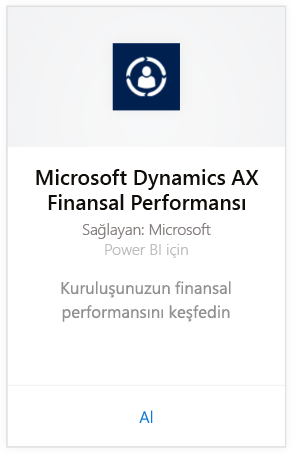 Microsoft Dynamics AX
Finansal Performansı
Sağlayan: Microsoft
Power BI için
Kuruluşunuzun finansal
performansını keşfedin
Al